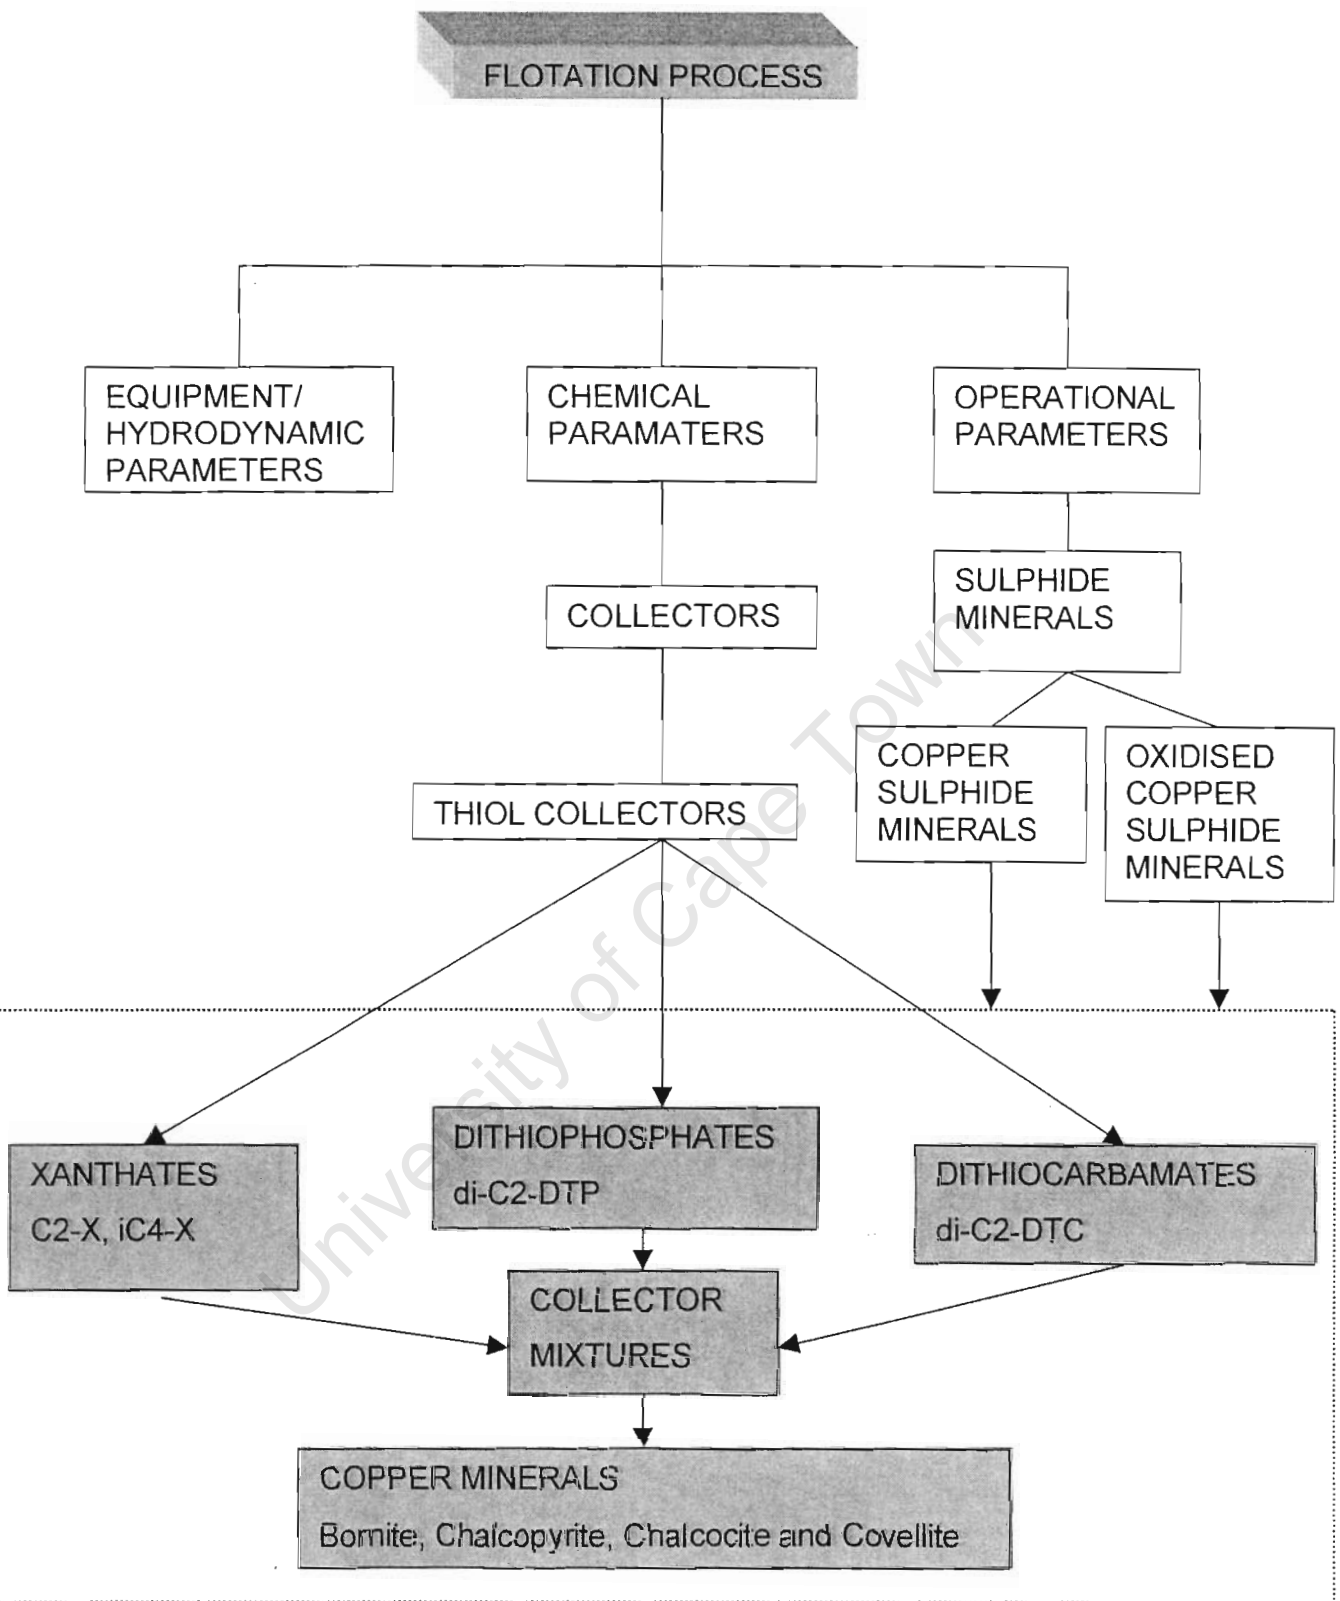 FLOTATION PROCESS
EQUIPMENT/
HYDRODYNAMIC
PARAMETERS
CHEMICAL
PARAMATERS
OPERATIONAL
PARAMETERS
COLLECTORS
SULPHIDE
MINERALS
THIOL COLLECTORS
COPPER
SULPHIDE
MINERALS
OXIDISED
COPPER
SULPHIDE
MINERALS
XANTHATES
C2-X, iC4-X
DITHIOPHOSPHATES
di-C2-DTP
DITHIOCARBAMATES
di-C2-DTC
COLLECTOR
MIXTURES
COPPER MINERALS
Bornite, Chalcopyrite, Chalcocite and Covellite
University of Cape Town